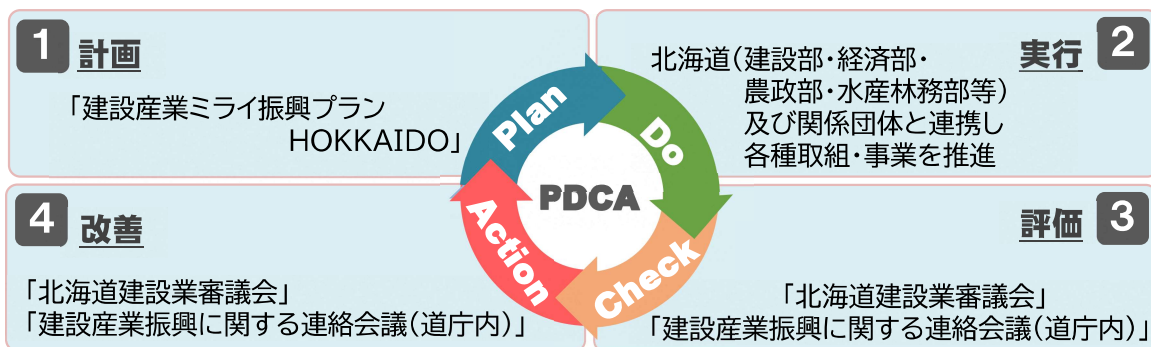 1 計画
「建設産業ミライ振興プラン
HOKKAIDO」
実行 2
北海道(建設部・経済部・
農政部・水産林務部等)
及び関係団体と連携し
各種取組・事業を推進
Plan
Do
PDCA
Action
Check
4 改善
「北海道建設業審議会」
「建設産業振興に関する連絡会議(道庁内)」
評価 3
「北海道建設業審議会」
「建設産業振興に関する連絡会議(道庁内)」